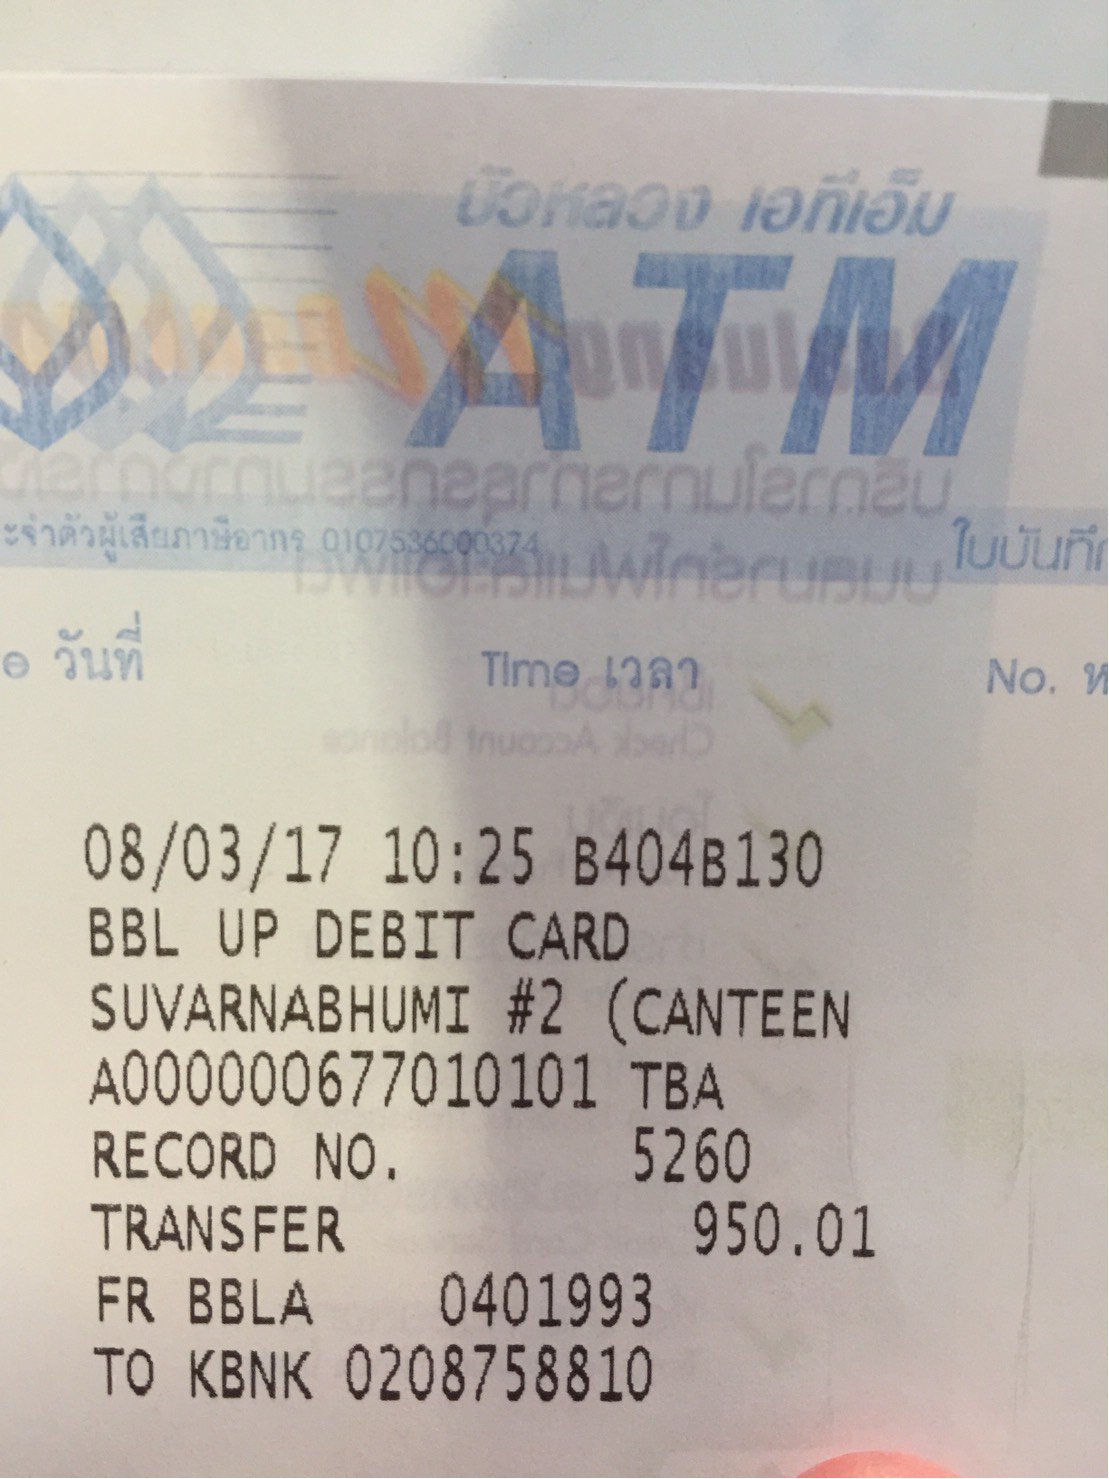 บัวหลวง เอทีเอ็ม
ATM
ะจำตัวผู้เสียภาษีอากร 0107536000374
ใบบันทึก
e วันที่ Time เวลา No. ห
08/03/17 10:25 B404B130
BBL UP DEBIT CARD
SUVARNABHUMI #2 (CANTEEN
A000000677010101 TBA
RECORD NO. 5260
TRANSFER 950.01
FR BBLA 0401993
TO KBNK 0208758810